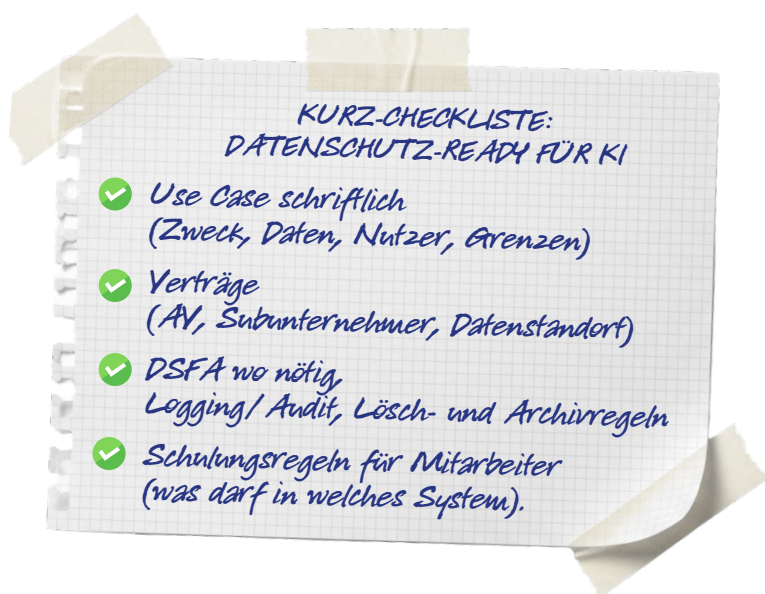 KURZ-CHECKLISTE:
DATENSCHUTZ-READY FÜR KI
Use Case schriftlich
(Zweck, Daten, Nutzer, Grenzen)
Verträge
(AV, Subunternehmer, Datenstandort)
DSFA wo nötig,
Logging/ Audit, Lösch- und Archivregeln
Schulungsregeln für Mitarbeiter
(was darf in welches System).